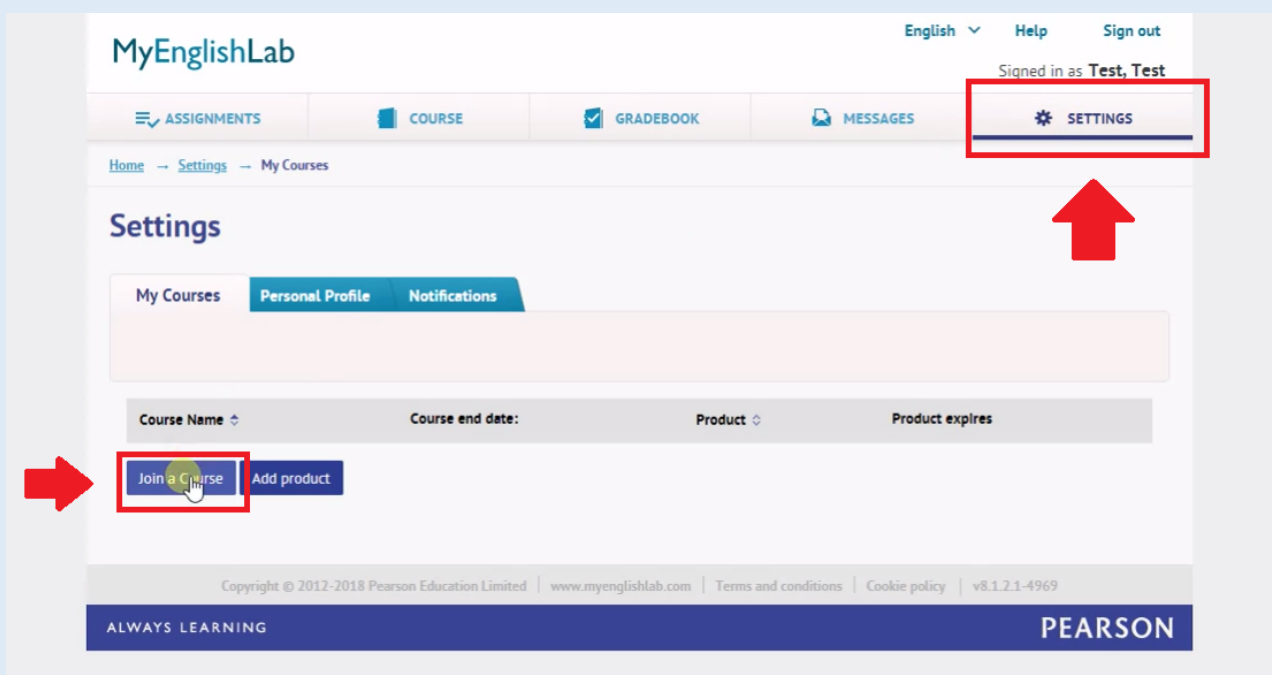 MyEnglishLab
English Help Sign out
Signed in as Test, Test
ASSIGNMENTS COURSE GRADEBOOK MESSAGES SETTINGS
Home → Settings → My Courses
Settings
My Courses Personal Profile Notifications
Course Name Course end date: Product Product expires
Join a Course Add product
Copyright © 2012-2018 Pearson Education Limited | www.myenglishlab.com | Terms and conditions | Cookie policy | v8.1.2.1-4969
ALWAYS LEARNING PEARSON